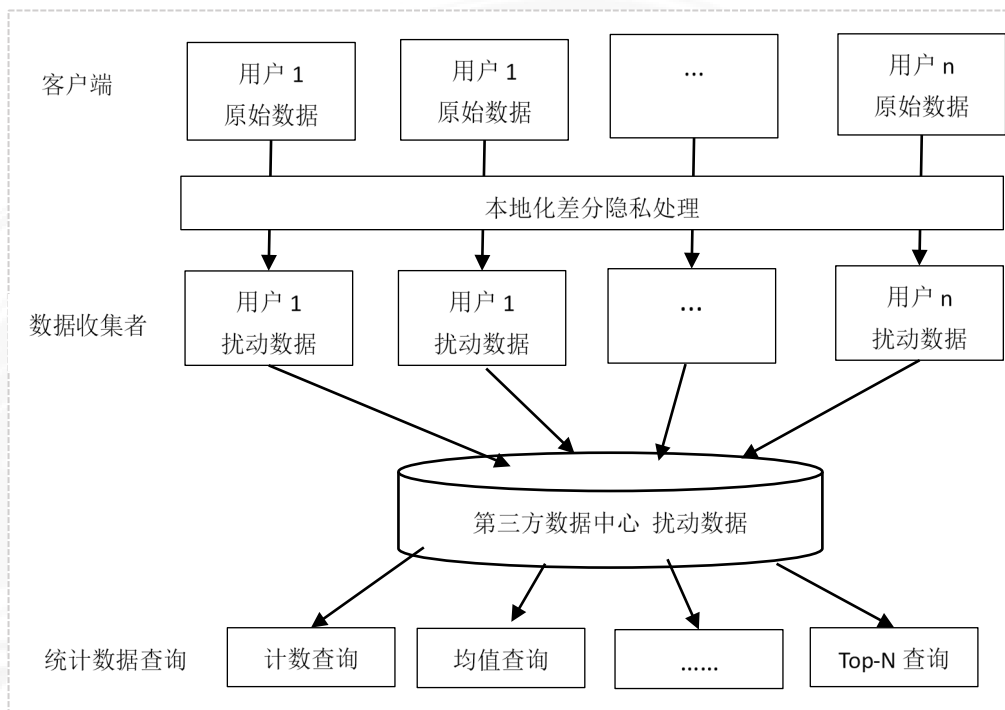 客户端
用户 1
原始数据
用户 1
原始数据
...
用户 n
原始数据
本地化差分隐私处理
数据收集者
用户 1
扰动数据
用户 1
扰动数据
...
用户 n
扰动数据
第三方数据中心 扰动数据
统计数据查询
计数查询
均值查询
……
Top-N 查询